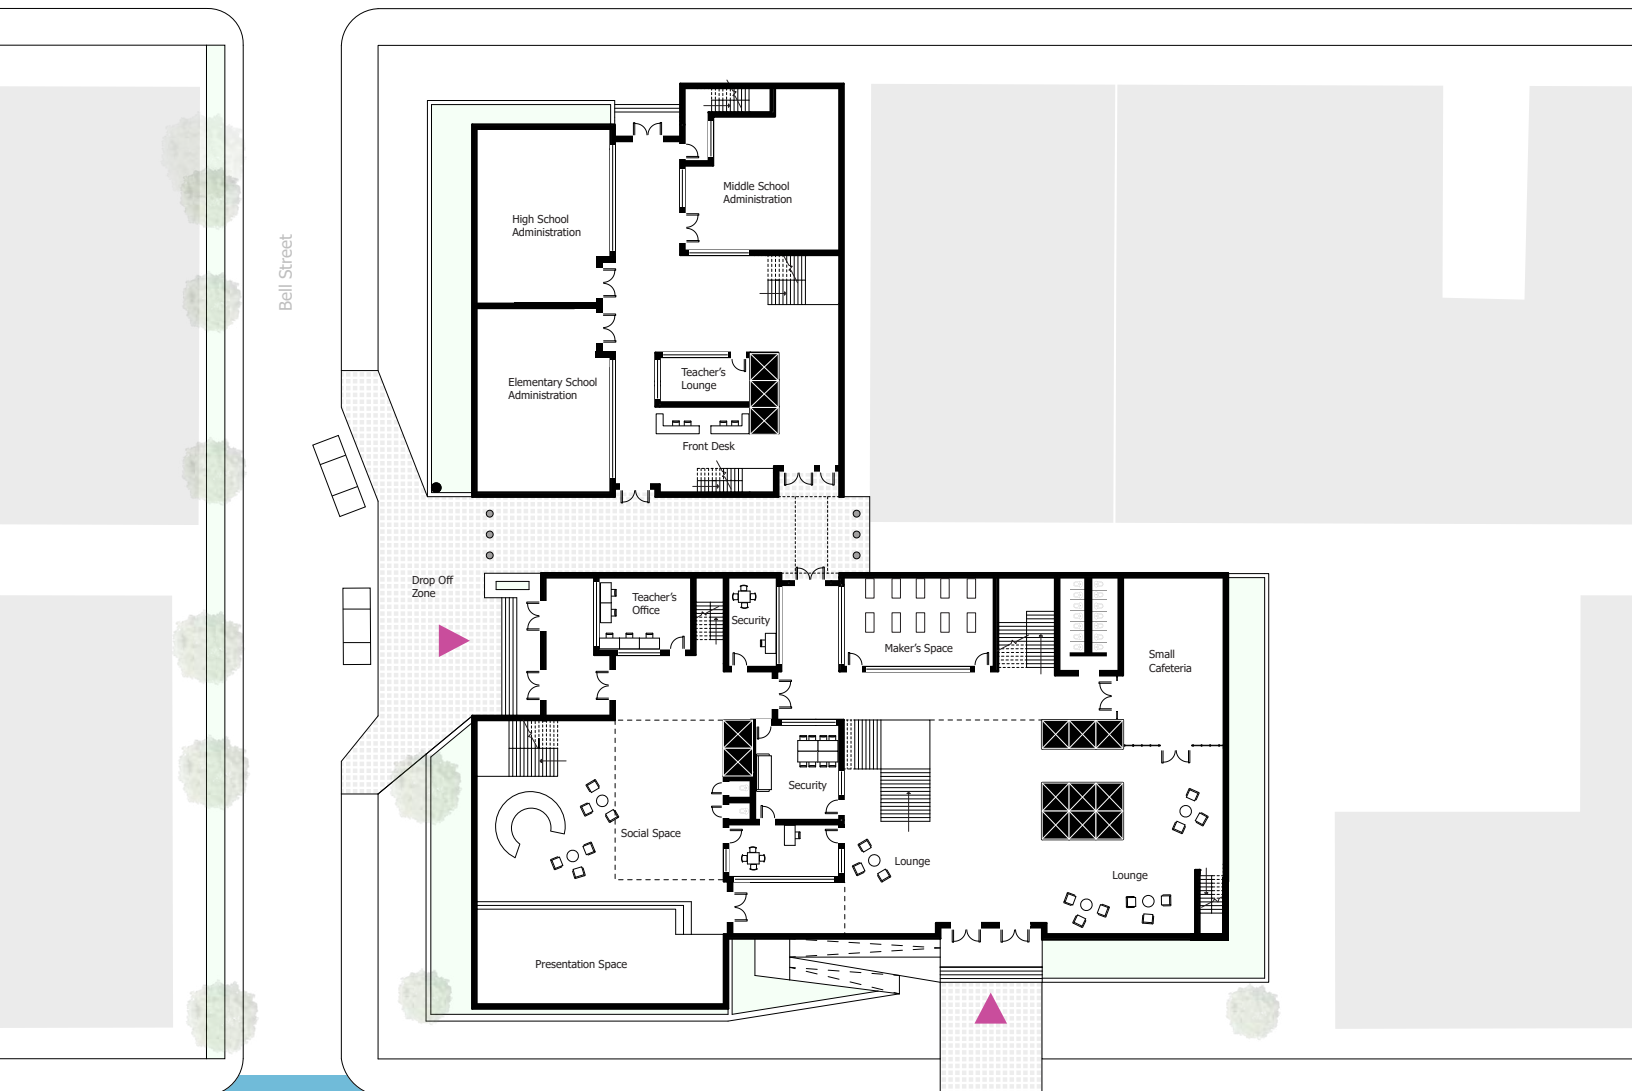 Middle School
Administration
High School
Administration
Bell Street
Teacher's
Lounge
Elementary School
Administration
Front Desk
Drop Off
Zone
Teacher's
Office
Security
Maker's Space
Small
Cafeteria
Security
Social Space
Lounge
Lounge
Presentation Space